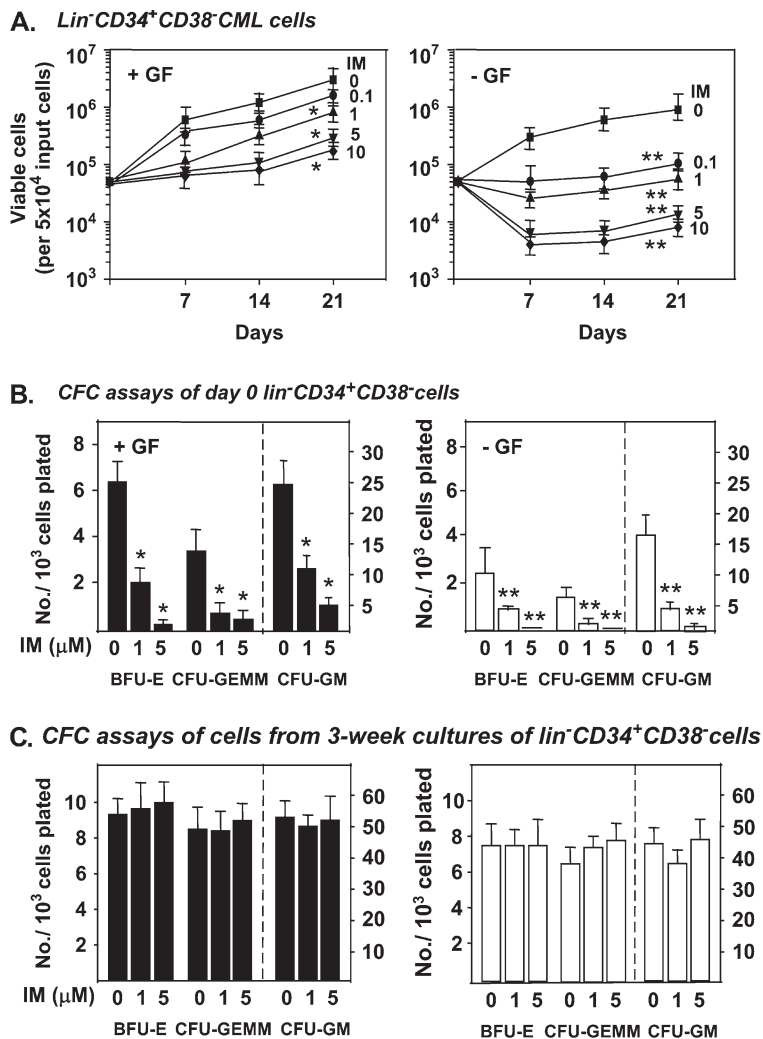 A. Lin⁻CD34⁺CD38⁻CML cells
Viable cells
(per 5x10⁴ input cells)
10⁷
10⁶
10⁵
10⁴
10³
+ GF
IM
0
0.1
1
5
10
*
*
*
7 14 21
Days
10⁷
10⁶
10⁵
10⁴
10³
- GF
IM
0
0.1
1
5
10
**
**
**
**
7 14 21
Days
B. CFC assays of day 0 lin⁻CD34⁺CD38⁻cells
No./ 10³ cells plated
8
6
4
2
+ GF
* * * * * *
30
25
20
15
10
5
IM (µM) 0 1 5 0 1 5 0 1 5
BFU-E CFU-GEMM CFU-GM
No./ 10³ cells plated
8
6
4
2
- GF
** ** ** ** ** **
30
25
20
15
10
5
0 1 5 0 1 5 0 1 5
BFU-E CFU-GEMM CFU-GM
C. CFC assays of cells from 3-week cultures of lin⁻CD34⁺CD38⁻cells
No./ 10³ cells plated
10
8
6
4
2
60
50
40
30
20
10
IM (µM) 0 1 5 0 1 5 0 1 5
BFU-E CFU-GEMM CFU-GM
No./ 10³ cells plated
10
8
6
4
2
60
50
40
30
20
10
0 1 5 0 1 5 0 1 5
BFU-E CFU-GEMM CFU-GM